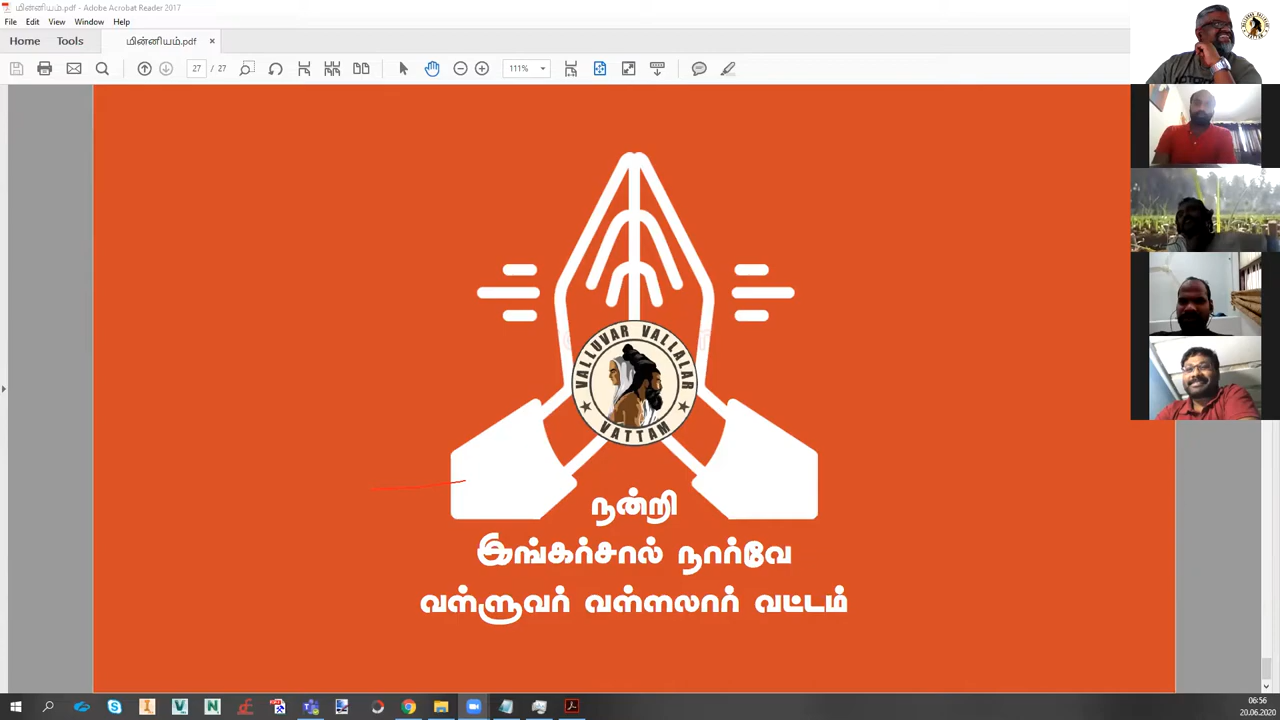 மின்னியம்.pdf - Adobe Acrobat Reader 2017
File Edit View Window Help
Home Tools மின்னியம்.pdf ×
27 / 27 111%
VALLUVAR VALLALAR
VATTAM
நன்றி
இங்கர்சால் நார்வே
வள்ளுவர் வள்ளலார் வட்டம்
06:56
20.06.2020